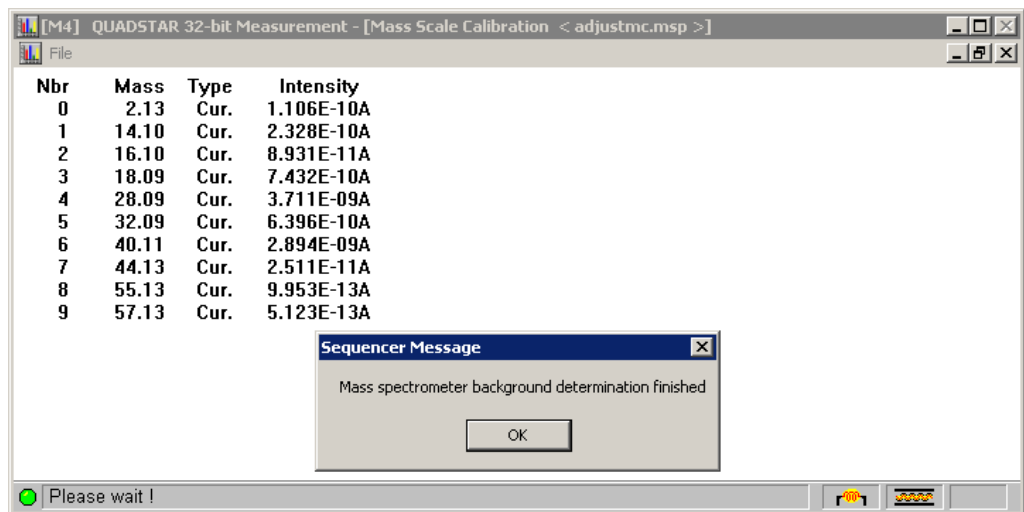 [M4] QUADSTAR 32-bit Measurement - [Mass Scale Calibration < adjustmc.msp >]
File
Nbr Mass Type Intensity
0 2.13 Cur. 1.106E-10A
1 14.10 Cur. 2.328E-10A
2 16.10 Cur. 8.931E-11A
3 18.09 Cur. 7.432E-10A
4 28.09 Cur. 3.711E-09A
5 32.09 Cur. 6.396E-10A
6 40.11 Cur. 2.894E-09A
7 44.13 Cur. 2.511E-11A
8 55.13 Cur. 9.953E-13A
9 57.13 Cur. 5.123E-13A
Sequencer Message
Mass spectrometer background determination finished
OK
Please wait !